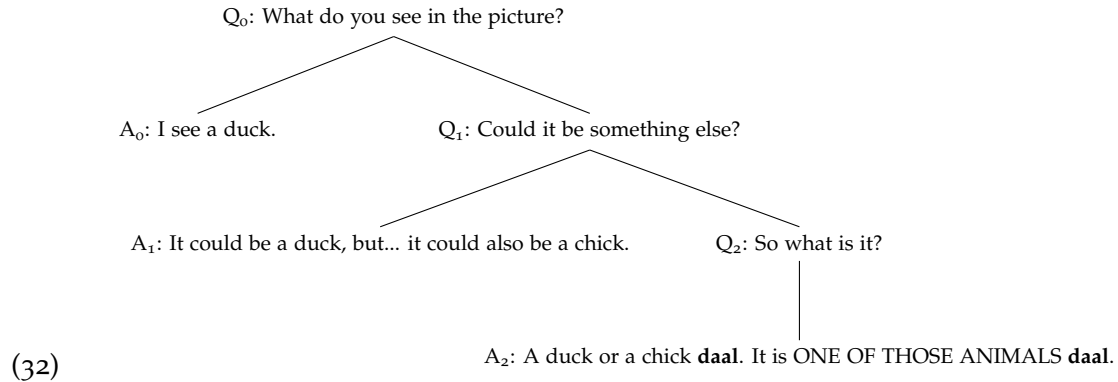 Q₀: What do you see in the picture?
A₀: I see a duck.
Q₁: Could it be something else?
A₁: It could be a duck, but... it could also be a chick.
Q₂: So what is it?
(32)
A₂: A duck or a chick daal. It is ONE OF THOSE ANIMALS daal.